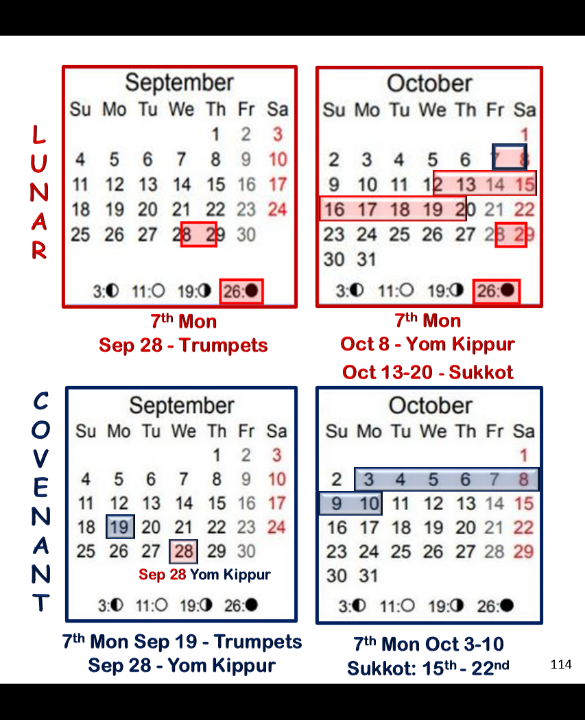 LUNAR
September
Su Mo Tu We Th Fr Sa
1 2 3
4 5 6 7 8 9 10
11 12 13 14 15 16 17
18 19 20 21 22 23 24
25 26 27 28 29 30
3:🌓 11:🌕 19:🌗 26:🌑
7th Mon
Sep 28 - Trumpets
October
Su Mo Tu We Th Fr Sa
1
2 3 4 5 6 7 8
9 10 11 12 13 14 15
16 17 18 19 20 21 22
23 24 25 26 27 28 29
30 31
3:🌓 11:🌕 19:🌗 26:🌑
7th Mon
Oct 8 - Yom Kippur
Oct 13-20 - Sukkot
COVENANT
September
Su Mo Tu We Th Fr Sa
1 2 3
4 5 6 7 8 9 10
11 12 13 14 15 16 17
18 19 20 21 22 23 24
25 26 27 28 29 30
Sep 28 Yom Kippur
3:🌓 11:🌕 19:🌗 26:🌑
7th Mon Sep 19 - Trumpets
Sep 28 - Yom Kippur
October
Su Mo Tu We Th Fr Sa
1
2 3 4 5 6 7 8
9 10 11 12 13 14 15
16 17 18 19 20 21 22
23 24 25 26 27 28 29
30 31
3:🌓 11:🌕 19:🌗 26:🌑
7th Mon Oct 3-10
Sukkot: 15th - 22nd
114